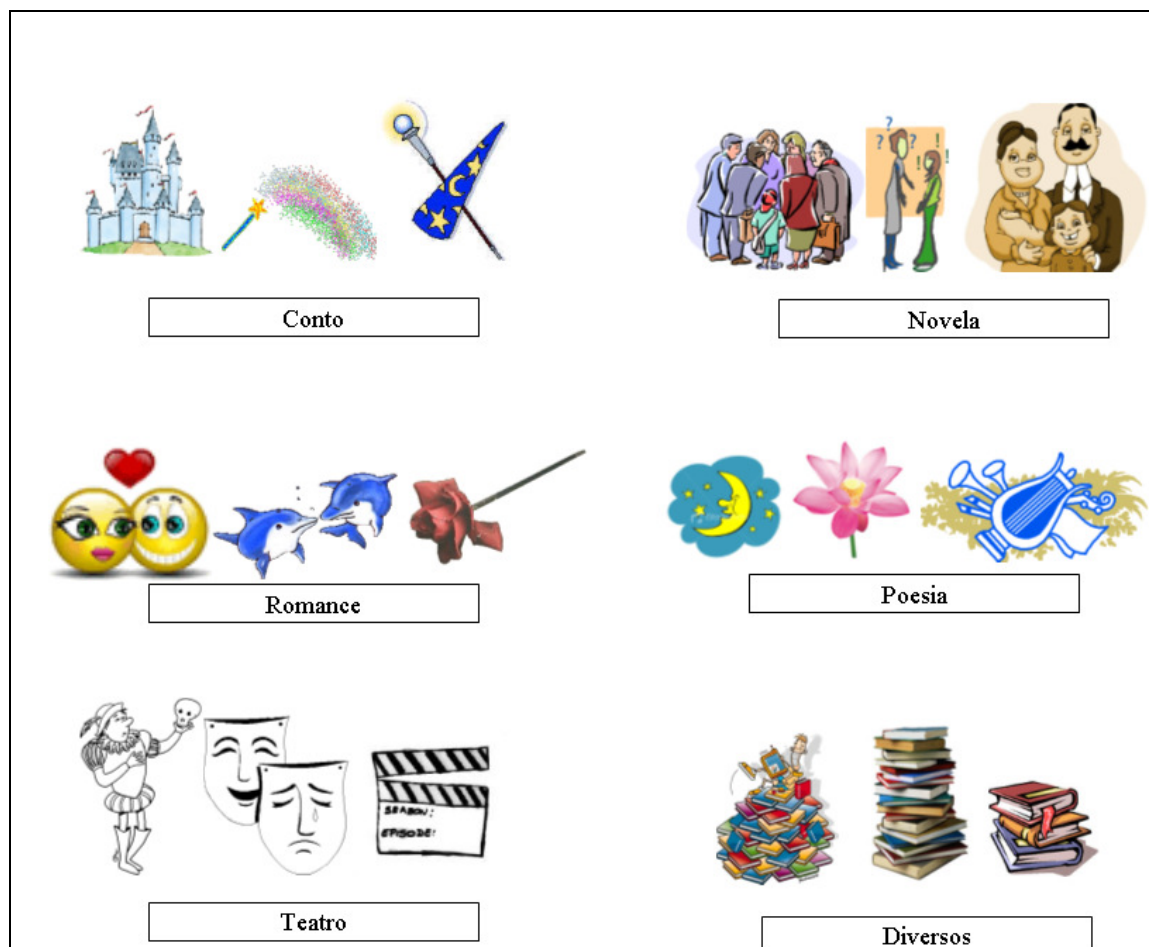 ? ? ? ! ! !
Conto
Novela
Romance
Poesia
SEASON:
EPISODE:
Teatro
Diversos